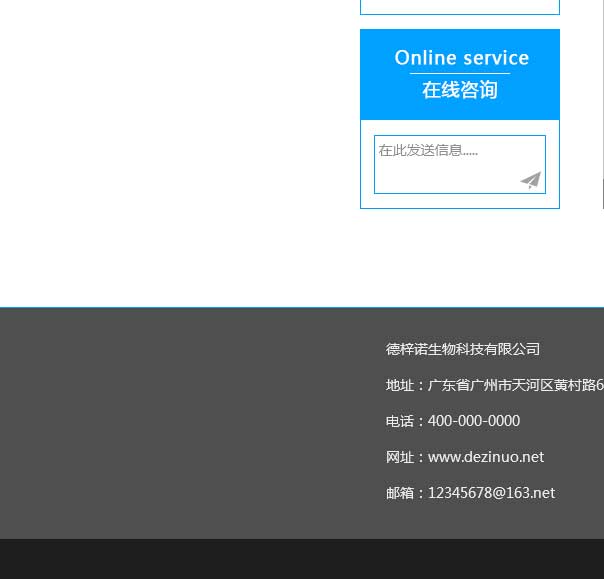 Online service
在线咨询
在此发送信息.....
德梓诺生物科技有限公司
地址：广东省广州市天河区黄村路6
电话：400-000-0000
网址：www.dezinuo.net
邮箱：12345678@163.net